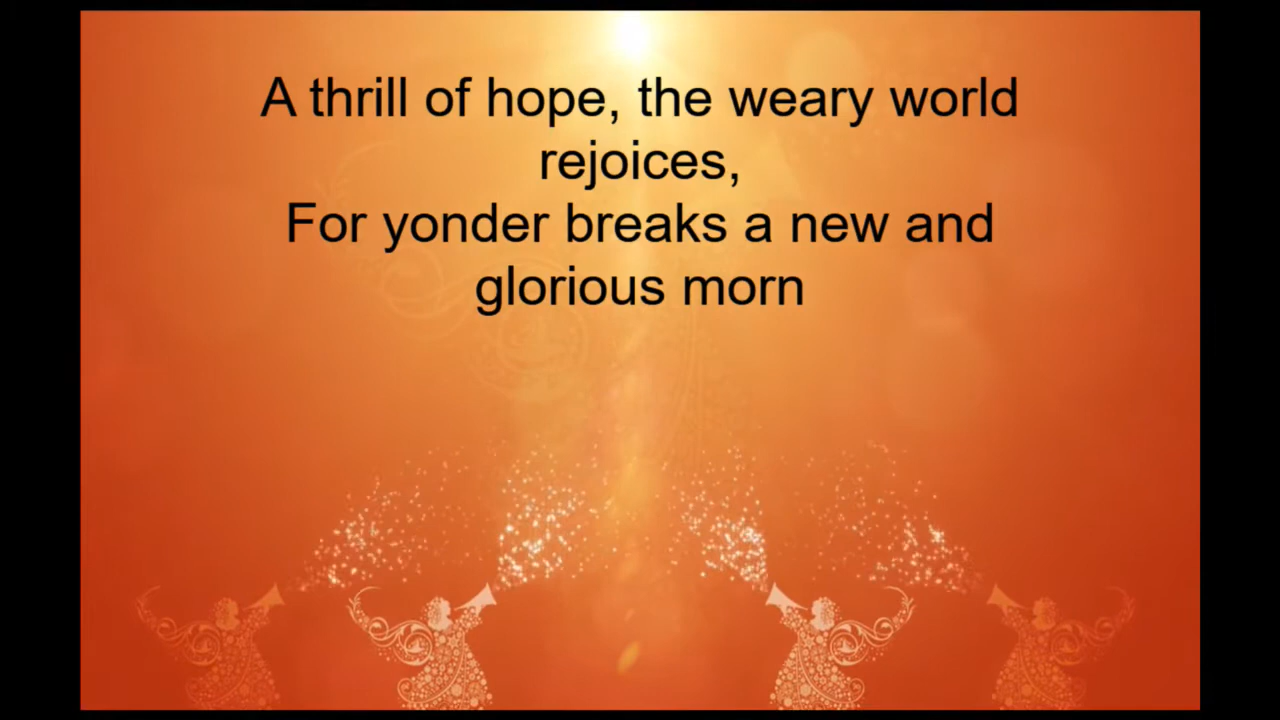 A thrill of hope, the weary world
rejoices,
For yonder breaks a new and
glorious morn